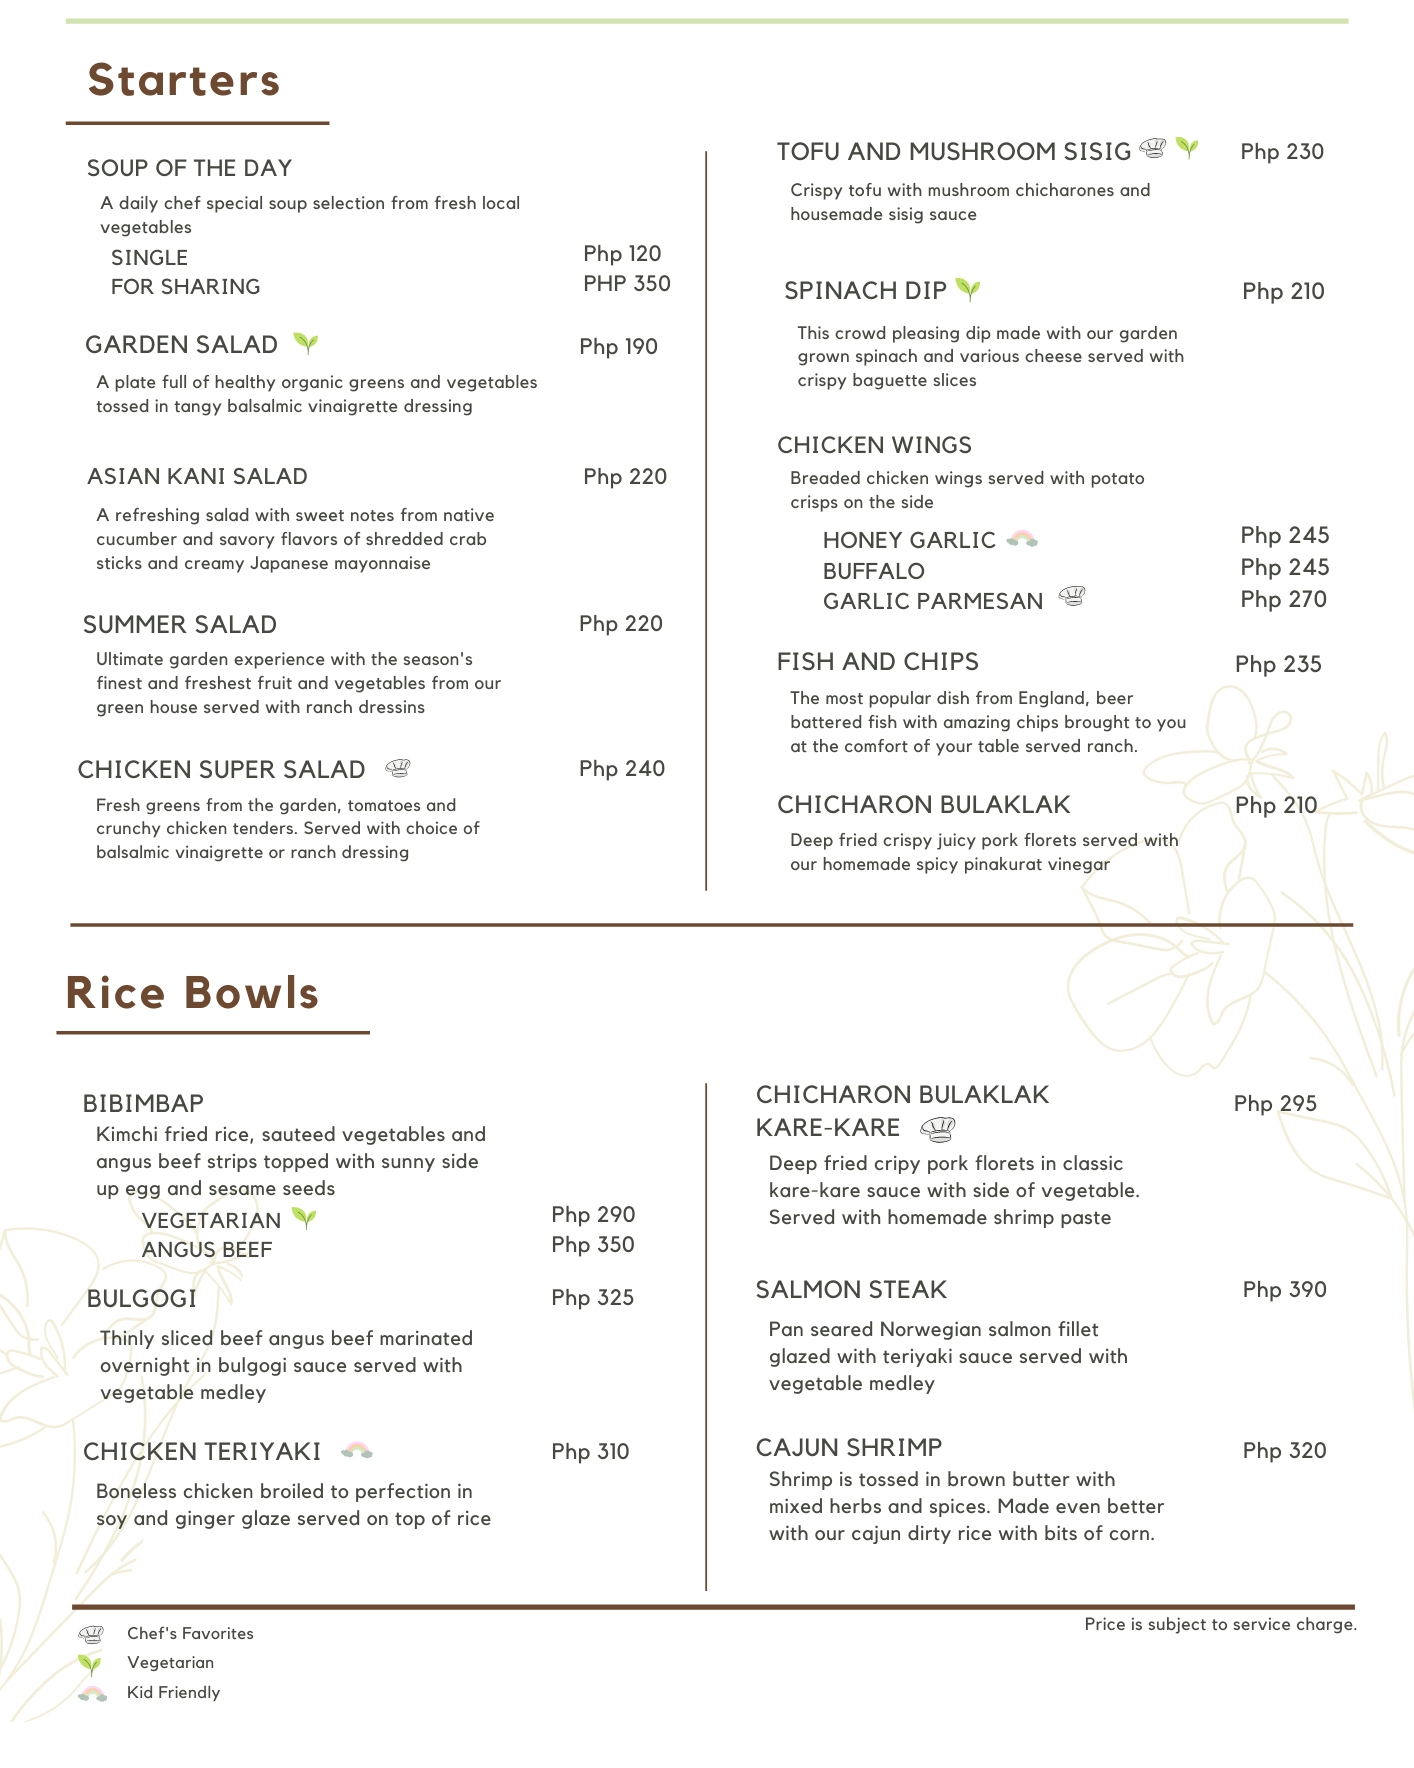 Starters
SOUP OF THE DAY
A daily chef special soup selection from fresh local
vegetables
SINGLE Php 120
FOR SHARING PHP 350
GARDEN SALAD Php 190
A plate full of healthy organic greens and vegetables
tossed in tangy balsalmic vinaigrette dressing
ASIAN KANI SALAD Php 220
A refreshing salad with sweet notes from native
cucumber and savory flavors of shredded crab
sticks and creamy Japanese mayonnaise
SUMMER SALAD Php 220
Ultimate garden experience with the season's
finest and freshest fruit and vegetables from our
green house served with ranch dressins
CHICKEN SUPER SALAD Php 240
Fresh greens from the garden, tomatoes and
crunchy chicken tenders. Served with choice of
balsalmic vinaigrette or ranch dressing
TOFU AND MUSHROOM SISIG Php 230
Crispy tofu with mushroom chicharones and
housemade sisig sauce
SPINACH DIP Php 210
This crowd pleasing dip made with our garden
grown spinach and various cheese served with
crispy baguette slices
CHICKEN WINGS
Breaded chicken wings served with potato
crisps on the side
HONEY GARLIC Php 245
BUFFALO Php 245
GARLIC PARMESAN Php 270
FISH AND CHIPS Php 235
The most popular dish from England, beer
battered fish with amazing chips brought to you
at the comfort of your table served ranch.
CHICHARON BULAKLAK Php 210
Deep fried crispy juicy pork florets served with
our homemade spicy pinakurat vinegar
Rice Bowls
BIBIMBAP
Kimchi fried rice, sauteed vegetables and
angus beef strips topped with sunny side
up egg and sesame seeds
VEGETARIAN Php 290
ANGUS BEEF Php 350
BULGOGI Php 325
Thinly sliced beef angus beef marinated
overnight in bulgogi sauce served with
vegetable medley
CHICKEN TERIYAKI Php 310
Boneless chicken broiled to perfection in
soy and ginger glaze served on top of rice
CHICHARON BULAKLAK Php 295
KARE-KARE
Deep fried cripy pork florets in classic
kare-kare sauce with side of vegetable.
Served with homemade shrimp paste
SALMON STEAK Php 390
Pan seared Norwegian salmon fillet
glazed with teriyaki sauce served with
vegetable medley
CAJUN SHRIMP Php 320
Shrimp is tossed in brown butter with
mixed herbs and spices. Made even better
with our cajun dirty rice with bits of corn.
Price is subject to service charge.
Chef's Favorites
Vegetarian
Kid Friendly